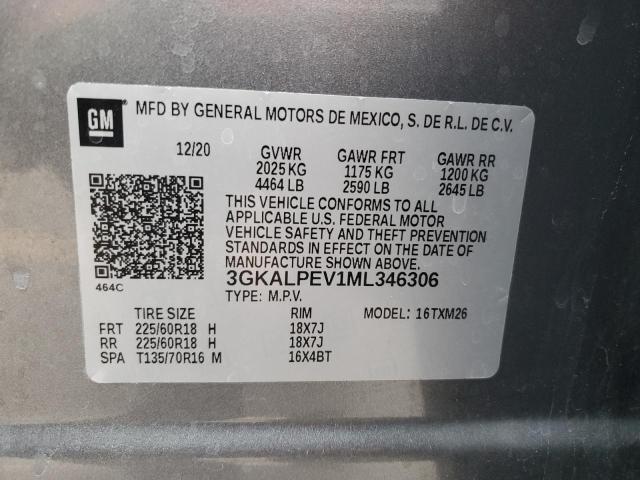 GM
MFD BY GENERAL MOTORS DE MEXICO, S. DE R.L. DE C.V.
12/20 GVWR GAWR FRT GAWR RR
2025 KG 1175 KG 1200 KG
4464 LB 2590 LB 2645 LB
THIS VEHICLE CONFORMS TO ALL
APPLICABLE U.S. FEDERAL MOTOR
VEHICLE SAFETY AND THEFT PREVENTION
STANDARDS IN EFFECT ON THE DATE OF
MANUFACTURE SHOWN ABOVE.
464C
3GKALPEV1ML346306
TYPE: M.P.V.
TIRE SIZE RIM MODEL: 16TXM26
FRT 225/60R18 H 18X7J
RR 225/60R18 H 18X7J
SPA T135/70R16 M 16X4BT